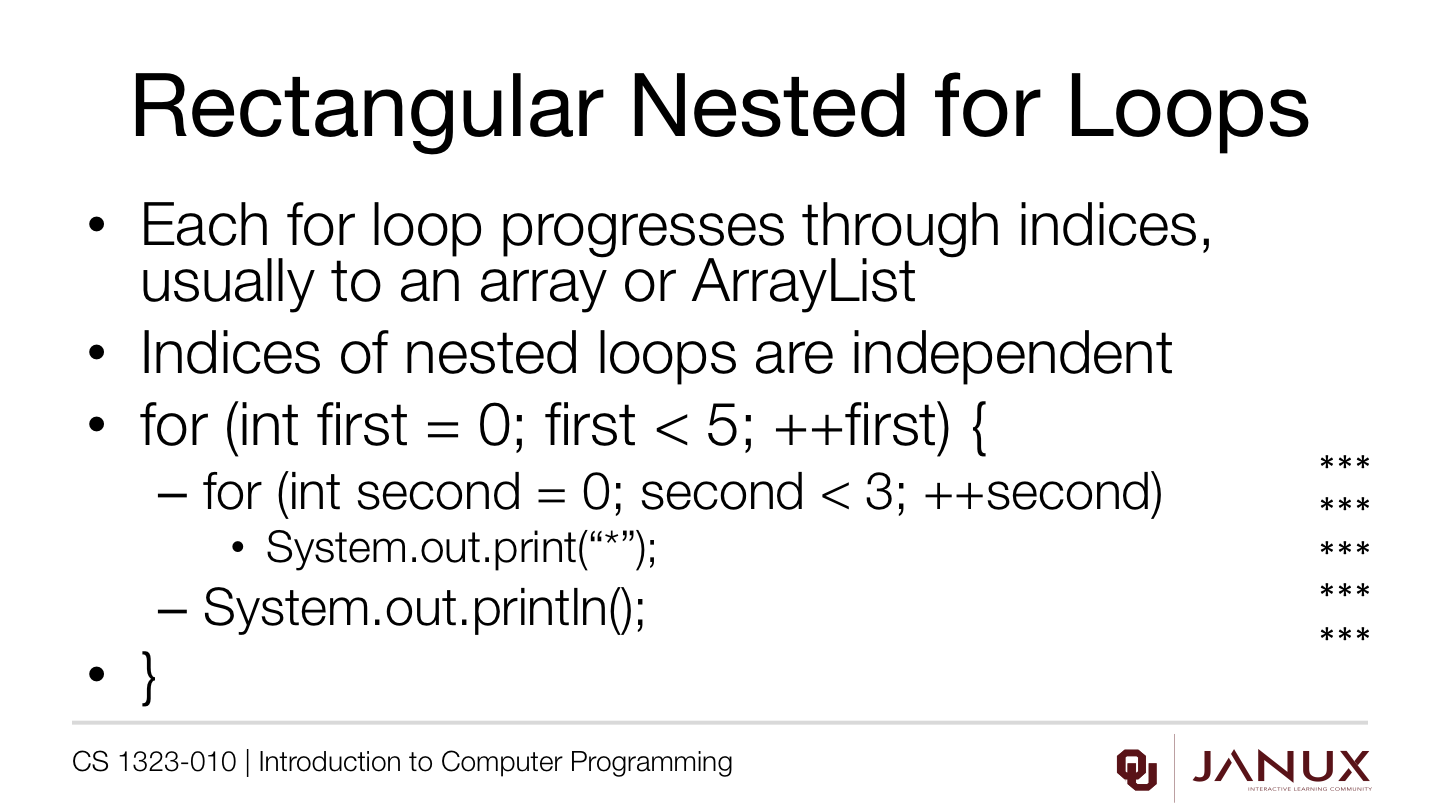 Rectangular Nested for Loops
• Each for loop progresses through indices,
usually to an array or ArrayList
• Indices of nested loops are independent
• for (int first = 0; first < 5; ++first) {
– for (int second = 0; second < 3; ++second)
• System.out.print(“*”);
– System.out.println();
• }
***
***
***
***
***
CS 1323-010 | Introduction to Computer Programming
OU
JANUX
INTERACTIVE LEARNING COMMUNITY